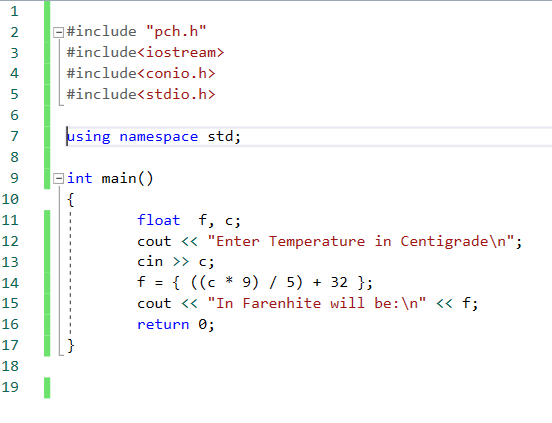 1
2 #include "pch.h"
3 #include<iostream>
4 #include<conio.h>
5 #include<stdio.h>
6
7 using namespace std;
8
9 int main()
10 {
11 float  f, c;
12 cout << "Enter Temperature in Centigrade\n";
13 cin >> c;
14 f = { ((c * 9) / 5) + 32 };
15 cout << "In Farenhite will be:\n" << f;
16 return 0;
17 }
18
19